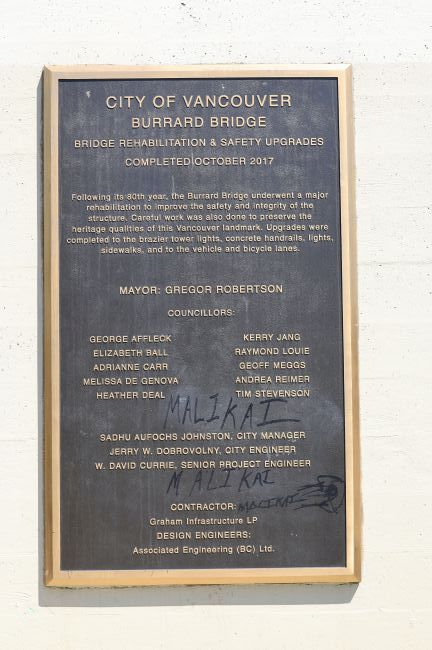 CITY OF VANCOUVER
BURRARD BRIDGE
BRIDGE REHABILITATION & SAFETY UPGRADES
COMPLETED OCTOBER 2017
Following its 80th year, the Burrard Bridge underwent a major
rehabilitation to improve the safety and integrity of the
structure. Careful work was also done to preserve the
heritage qualities of this Vancouver landmark. Upgrades were
completed to the brazier tower lights, concrete handrails, lights,
sidewalks, and to the vehicle and bicycle lanes.
MAYOR: GREGOR ROBERTSON
COUNCILLORS:
GEORGE AFFLECK KERRY JANG
ELIZABETH BALL RAYMOND LOUIE
ADRIANNE CARR GEOFF MEGGS
MELISSA DE GENOVA ANDREA REIMER
HEATHER DEAL TIM STEVENSON
MALIKAI
SADHU AUFOCHS JOHNSTON, CITY MANAGER
JERRY W. DOBROVOLNY, CITY ENGINEER
W. DAVID CURRIE, SENIOR PROJECT ENGINEER
MALIKAI
CONTRACTOR: MALIKAI
Graham Infrastructure LP
DESIGN ENGINEERS:
Associated Engineering (BC) Ltd.